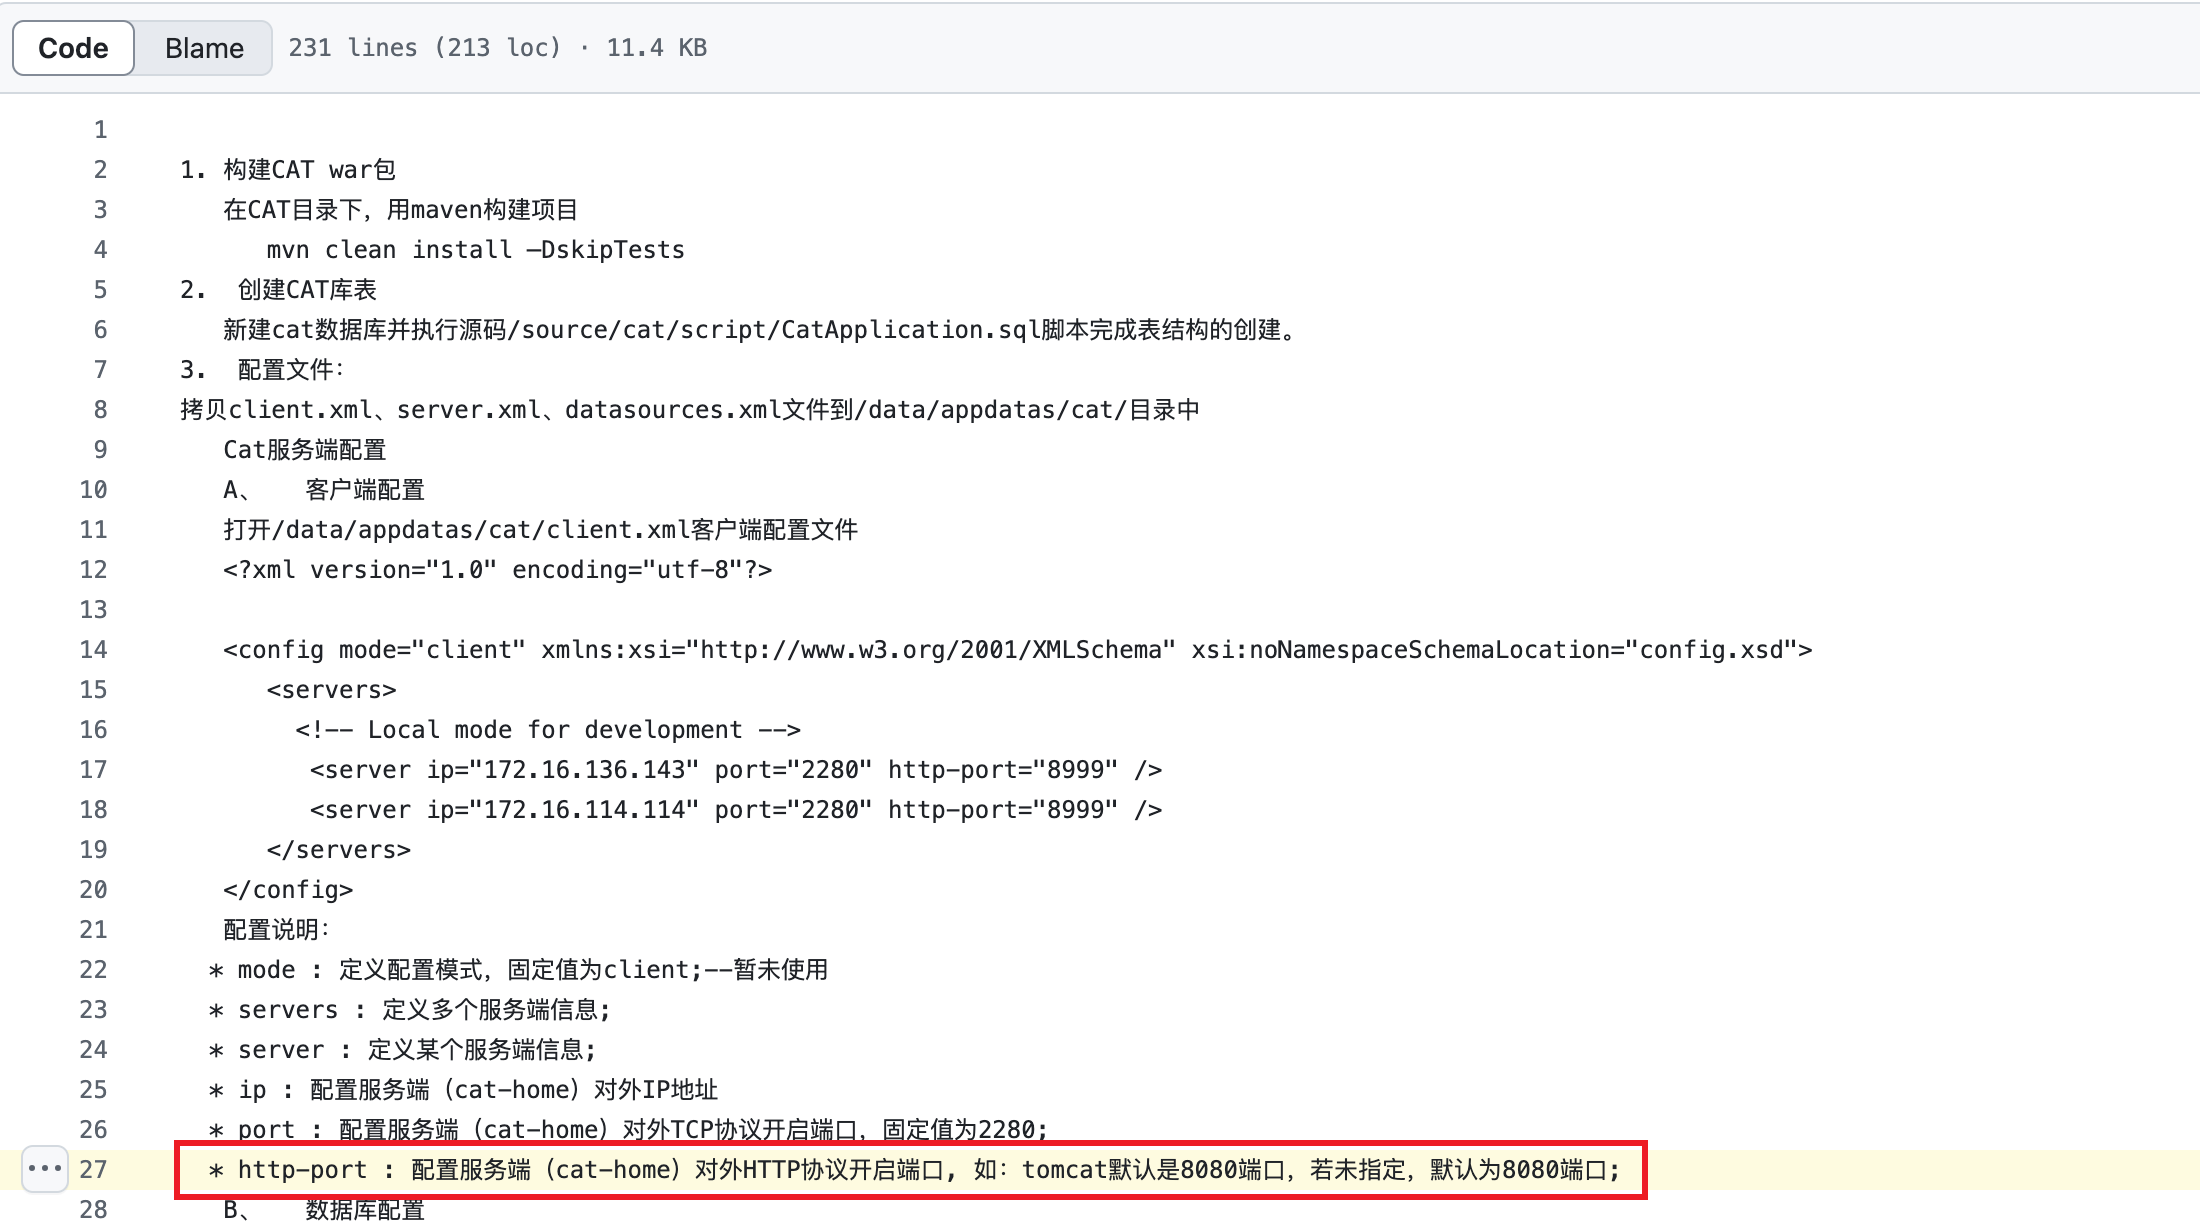 Code Blame 231 lines (213 loc) · 11.4 KB
1
2 1. 构建CAT war包
3 在CAT目录下，用maven构建项目
4 mvn clean install –DskipTests
5 2. 创建CAT库表
6 新建cat数据库并执行源码/source/cat/script/CatApplication.sql脚本完成表结构的创建。
7 3. 配置文件：
8 拷贝client.xml、server.xml、datasources.xml文件到/data/appdatas/cat/目录中
9 Cat服务端配置
10 A、 客户端配置
11 打开/data/appdatas/cat/client.xml客户端配置文件
12 <?xml version="1.0" encoding="utf-8"?>
13
14 <config mode="client" xmlns:xsi="http://www.w3.org/2001/XMLSchema" xsi:noNamespaceSchemaLocation="config.xsd">
15 <servers>
16 <!-- Local mode for development -->
17 <server ip="172.16.136.143" port="2280" http-port="8999" />
18 <server ip="172.16.114.114" port="2280" http-port="8999" />
19 </servers>
20 </config>
21 配置说明：
22 * mode : 定义配置模式，固定值为client;--暂未使用
23 * servers : 定义多个服务端信息;
24 * server : 定义某个服务端信息;
25 * ip : 配置服务端（cat-home）对外IP地址
26 * port : 配置服务端（cat-home）对外TCP协议开启端口，固定值为2280;
27 * http-port : 配置服务端（cat-home）对外HTTP协议开启端口, 如：tomcat默认是8080端口，若未指定，默认为8080端口;
28 B、 数据库配置